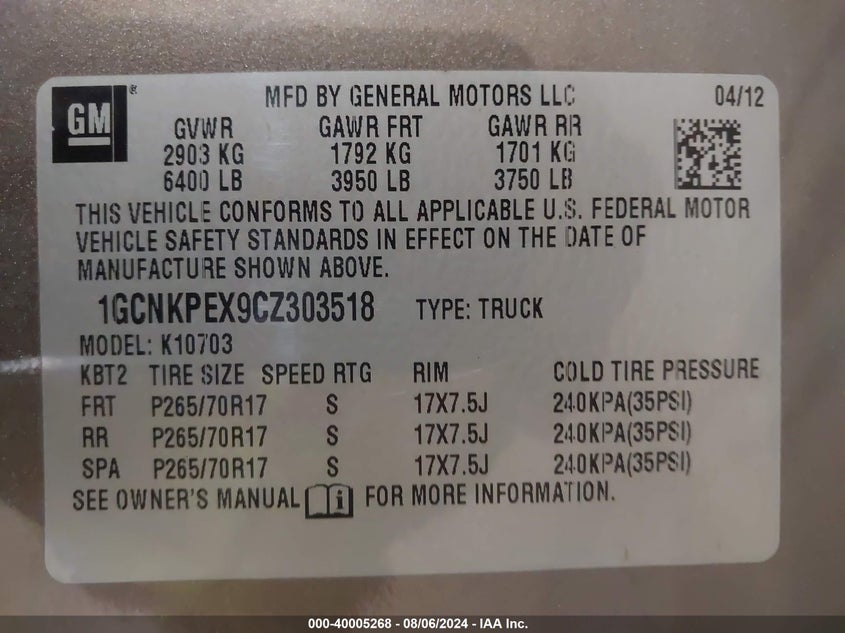 GM®
MFD BY GENERAL MOTORS LLC 04/12
GVWR GAWR FRT GAWR RR
2903 KG 1792 KG 1701 KG
6400 LB 3950 LB 3750 LB
THIS VEHICLE CONFORMS TO ALL APPLICABLE U.S. FEDERAL MOTOR
VEHICLE SAFETY STANDARDS IN EFFECT ON THE DATE OF
MANUFACTURE SHOWN ABOVE.
1GCNKPEX9CZ303518 TYPE: TRUCK
MODEL: K10703
KBT2 TIRE SIZE SPEED RTG RIM COLD TIRE PRESSURE
FRT P265/70R17 S 17X7.5J 240KPA(35PSI)
RR P265/70R17 S 17X7.5J 240KPA(35PSI)
SPA P265/70R17 S 17X7.5J 240KPA(35PSI)
SEE OWNER'S MANUAL i FOR MORE INFORMATION.
000-40005268 - 08/06/2024 - IAA Inc.